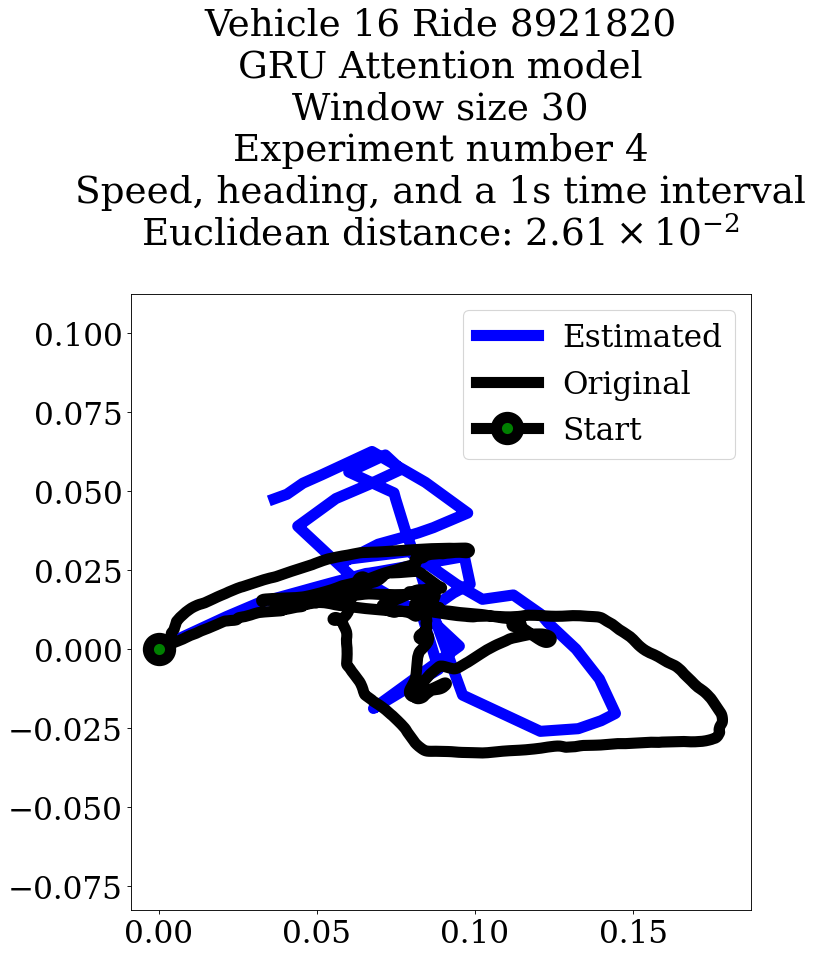 Vehicle 16 Ride 8921820
GRU Attention model
Window size 30
Experiment number 4
Speed, heading, and a 1s time interval
Euclidean distance: 2.61 × 10⁻²
Estimated
Original
Start
0.100
0.075
0.050
0.025
0.000
−0.025
−0.050
−0.075
0.00 0.05 0.10 0.15